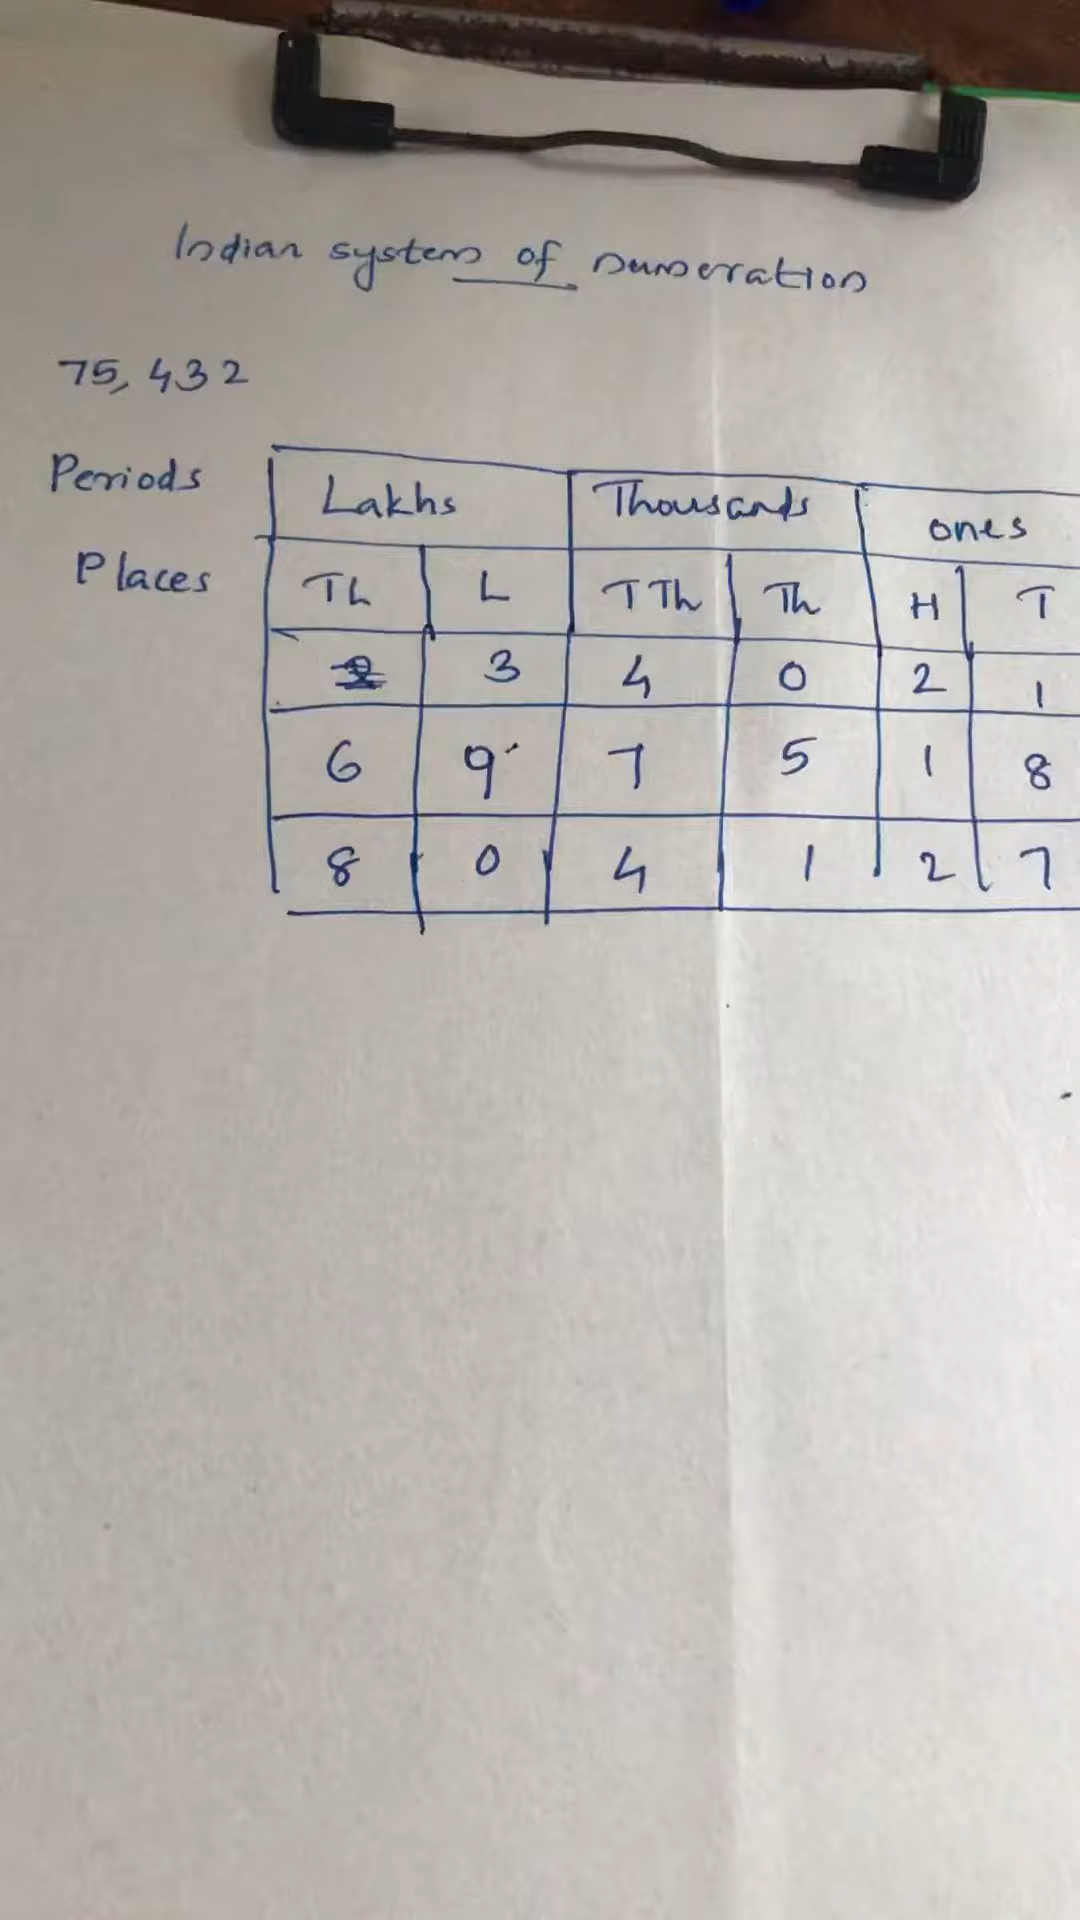 Indian system of numeration
75,432
Periods Lakhs Thousands ones
Places TL L T Th Th H T
3 4 0 2 1
6 9 7 5 1 8
8 0 4 1 2 7